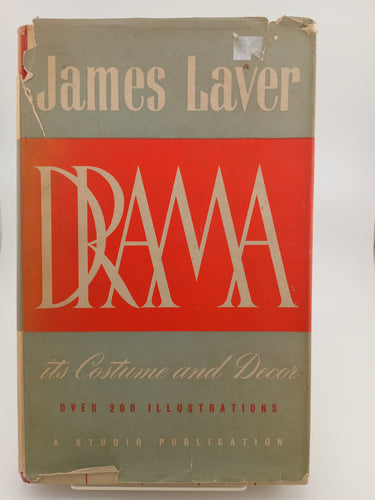 James Laver
DRAMA
its Costume and Decor
OVER 200 ILLUSTRATIONS
A STUDIO PUBLICATION